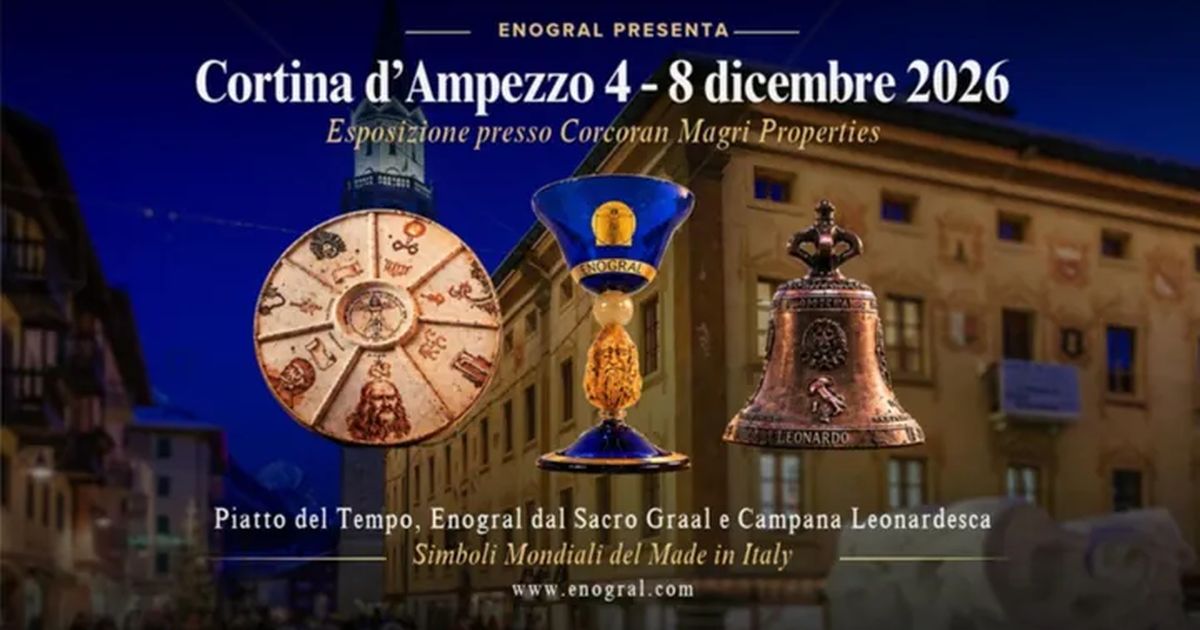 ENOGRAL PRESENTA
Cortina d'Ampezzo 4 - 8 dicembre 2026
Esposizione presso Corcoran Magri Properties
ENOGRAL
LEONARDO
Piatto del Tempo, Enogral dal Sacro Graal e Campana Leonardesca
Simboli Mondiali del Made in Italy
www.enogral.com